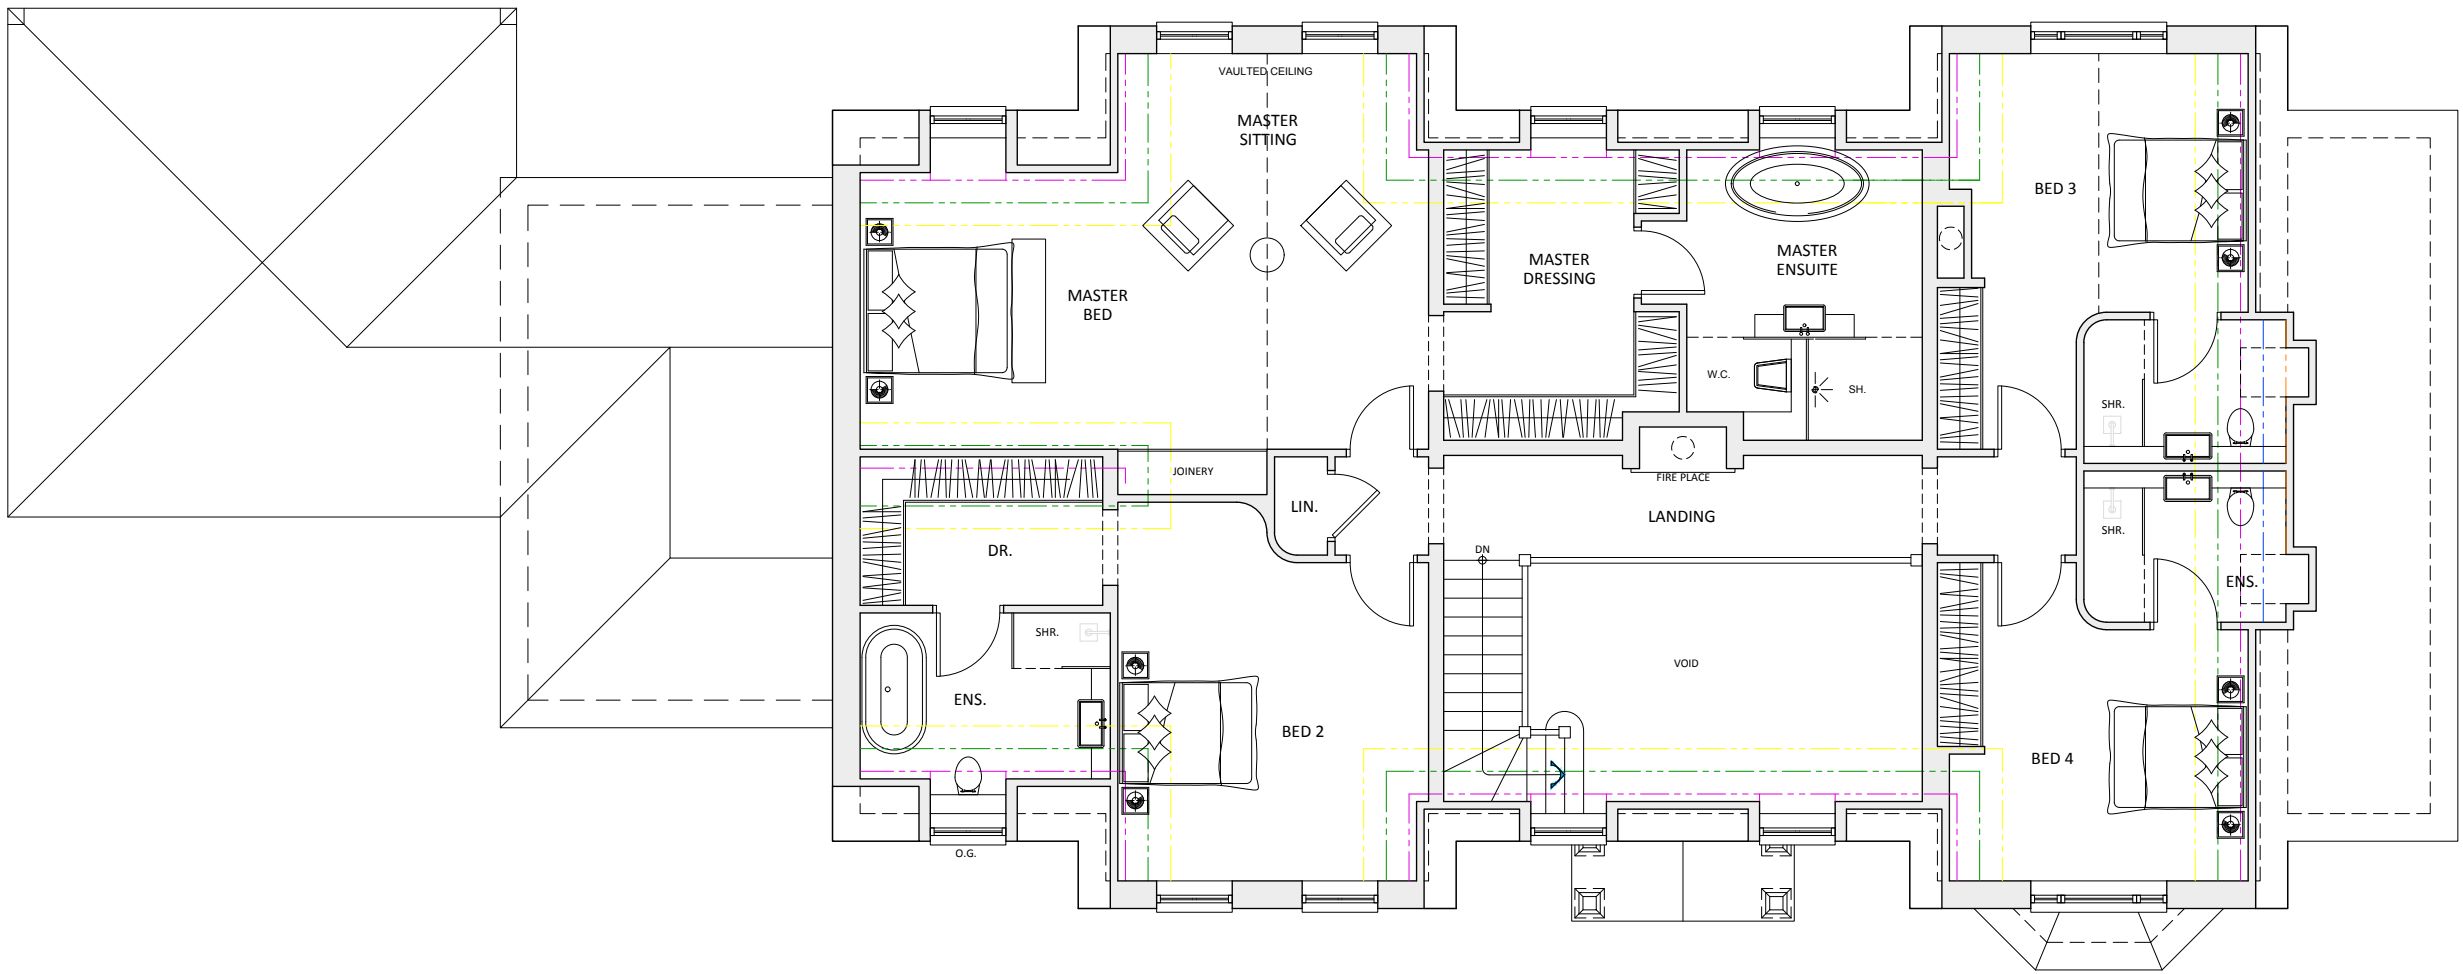 VAULTED CEILING
MASTER
SITTING
BED 3
MASTER
DRESSING
MASTER
ENSUITE
MASTER
BED
W.C.
SH.
SHR.
JOINERY
FIRE PLACE
LIN.
LANDING
SHR.
DN
DR.
ENS.
SHR.
VOID
ENS.
BED 2
BED 4
O.G.